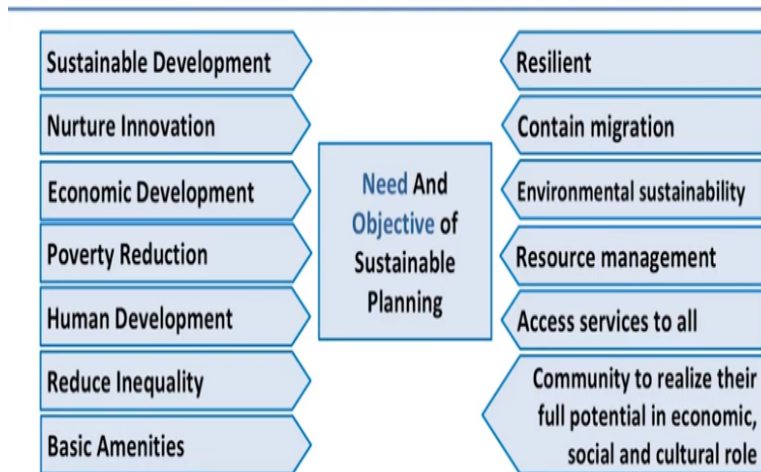 Sustainable Development
Nurture Innovation
Economic Development
Poverty Reduction
Human Development
Reduce Inequality
Basic Amenities
Need And
Objective of
Sustainable
Planning
Resilient
Contain migration
Environmental sustainability
Resource management
Access services to all
Community to realize their
full potential in economic,
social and cultural role